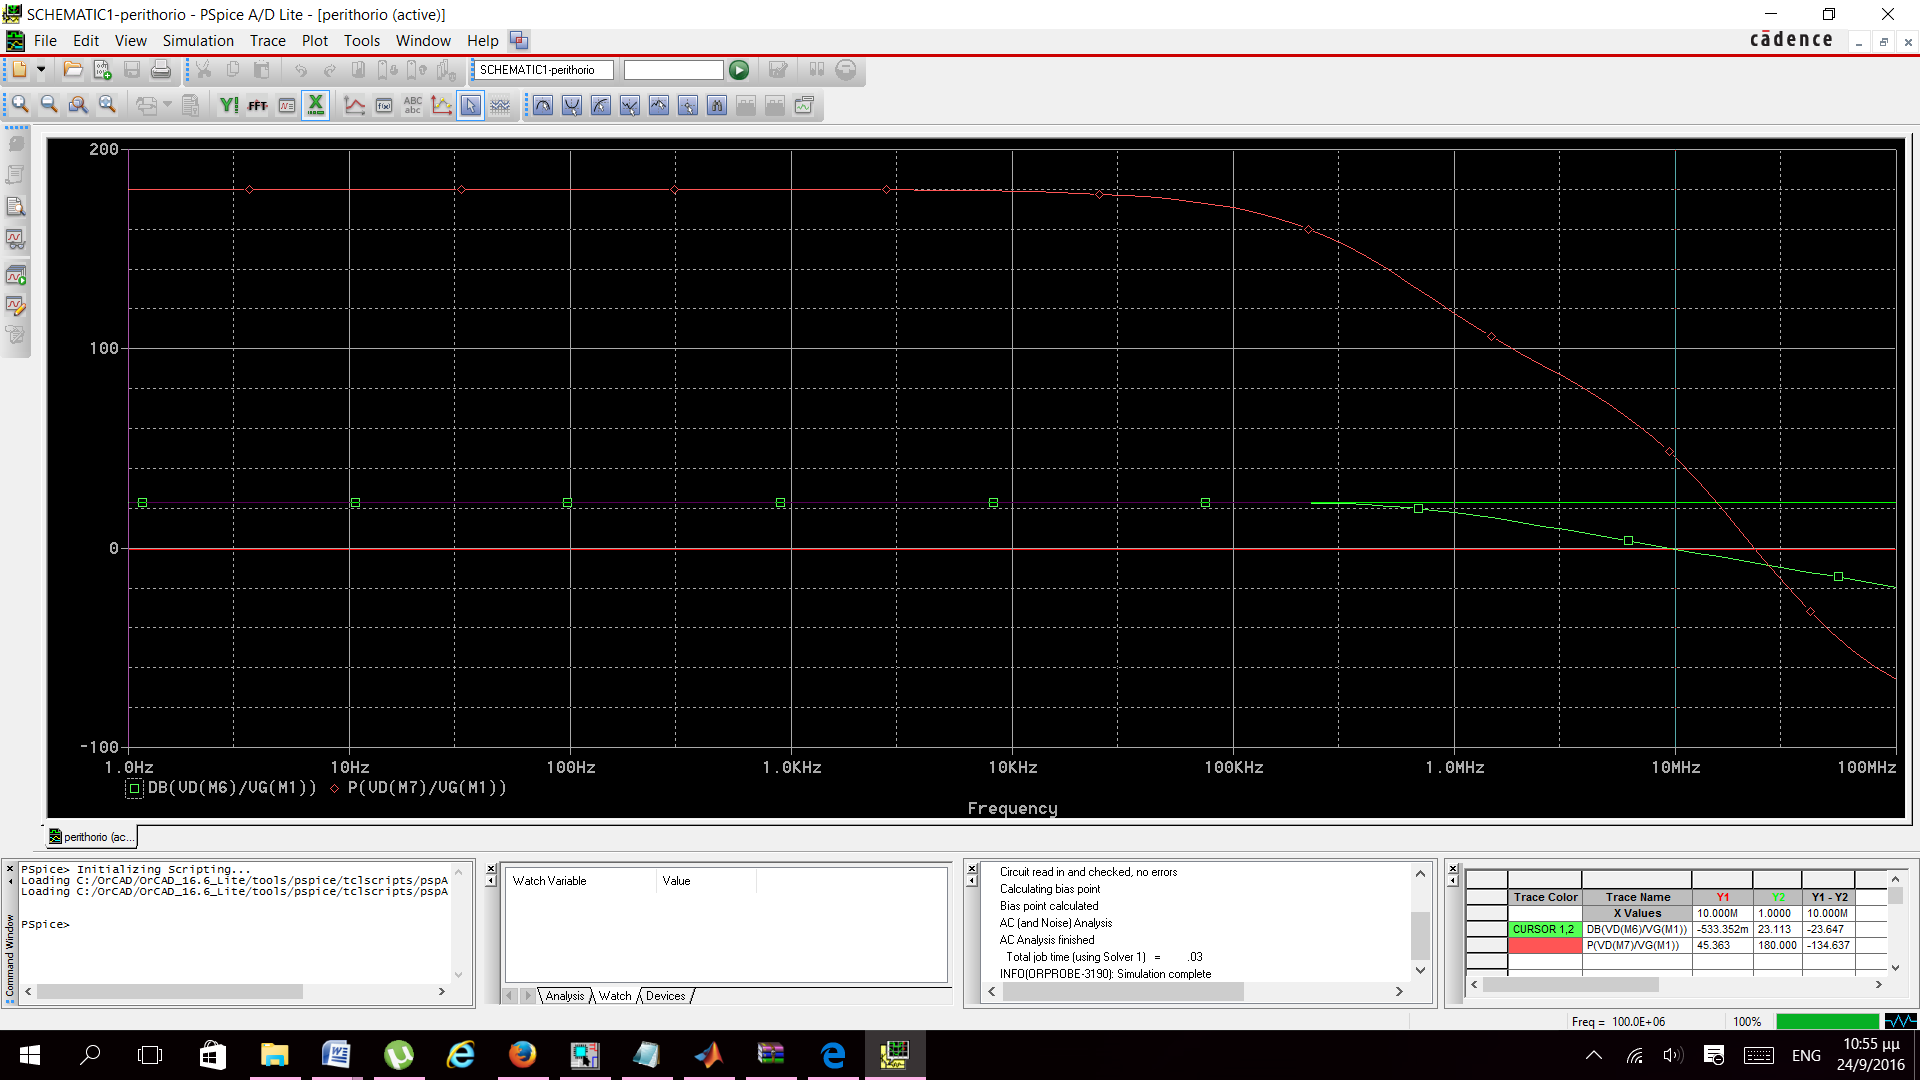 SCHEMATIC1-perithorio - PSpice A/D Lite - [perithorio (active)]
File Edit View Simulation Trace Plot Tools Window Help
cādence
SCHEMATIC1-perithorio
FFT
ABC
abc
200
100
0
-100
1.0Hz 10Hz 100Hz 1.0KHz 10KHz 100KHz 1.0MHz 10MHz 100MHz
DB(VD(M6)/VG(M1)) P(VD(M7)/VG(M1))
Frequency
perithorio (ac...
Command Window
PSpice> Initializing Scripting...
Loading C:/OrCAD/OrCAD_16.6_Lite/tools/pspice/tclscripts/pspA
Loading C:/OrCAD/OrCAD_16.6_Lite/tools/pspice/tclscripts/pspA
PSpice>
Watch Variable Value
Analysis Watch Devices
Circuit read in and checked, no errors
Calculating bias point
Bias point calculated
AC (and Noise) Analysis
AC Analysis finished
Total job time (using Solver 1) = .03
INFO(ORPROBE-3190): Simulation complete
Trace Color Trace Name Y1 Y2 Y1 - Y2
X Values 10.000M 1.0000 10.000M
CURSOR 1,2 DB(VD(M6)/VG(M1)) -533.352m 23.113 -23.647
P(VD(M7)/VG(M1)) 45.363 180.000 -134.637
Freq = 100.0E+06 100%
ENG
10:55 μμ
24/9/2016